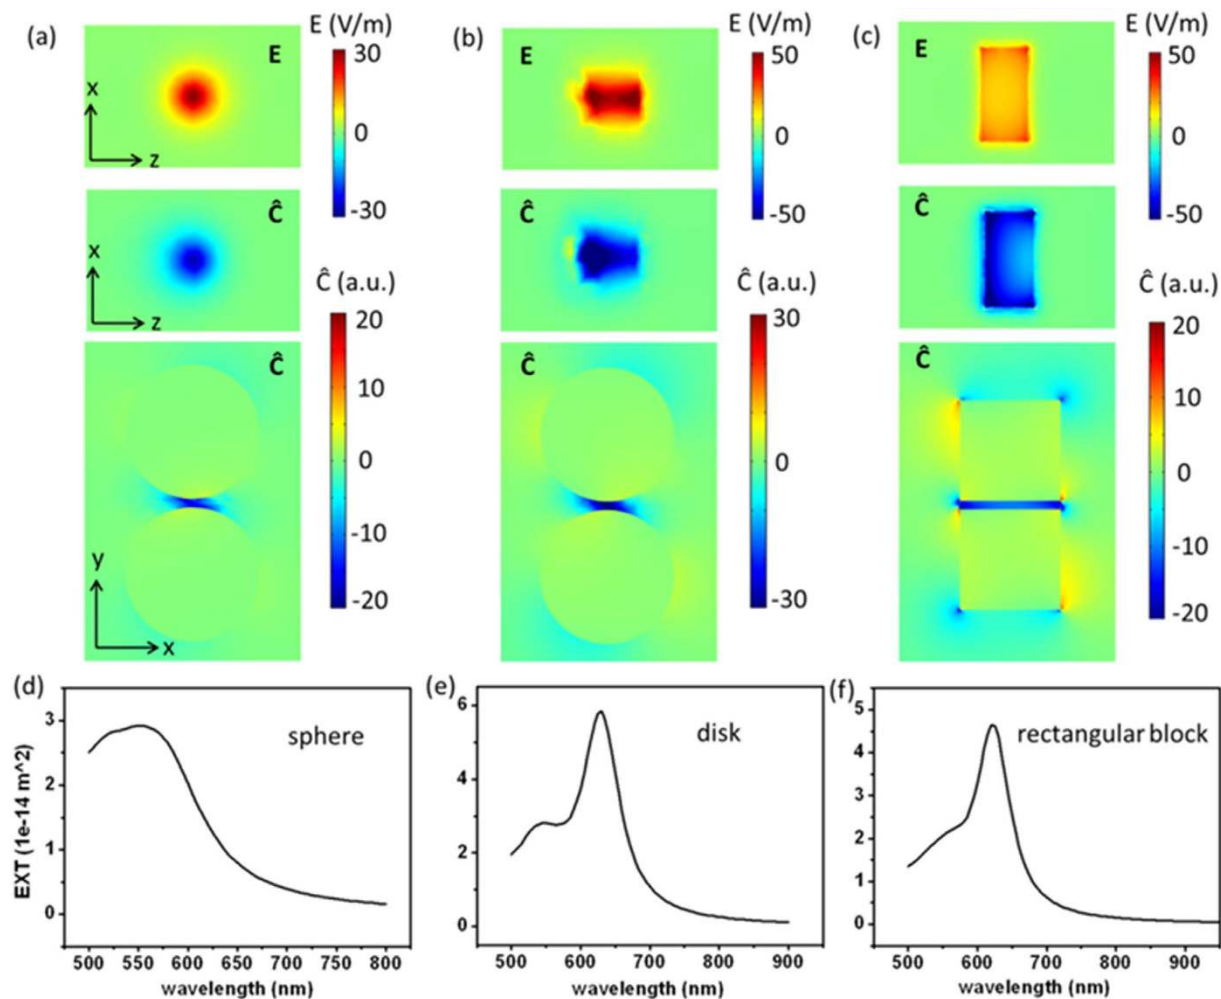 (a)
E (V/m)
E
30
0
-30
x
z
Ĉ
x
z
Ĉ (a.u.)
Ĉ
20
10
0
-10
-20
y
x
(b)
E (V/m)
E
50
0
-50
Ĉ
Ĉ (a.u.)
Ĉ
30
0
-30
(c)
E (V/m)
E
50
0
-50
Ĉ
Ĉ (a.u.)
Ĉ
20
10
0
-10
-20
(d)
sphere
EXT (1e-14 m^2)
3
2
1
0
500 550 600 650 700 750 800
wavelength (nm)
(e)
disk
6
4
2
0
500 600 700 800 900
wavelength (nm)
(f)
rectangular block
5
4
3
2
1
0
500 600 700 800 900
wavelength (nm)